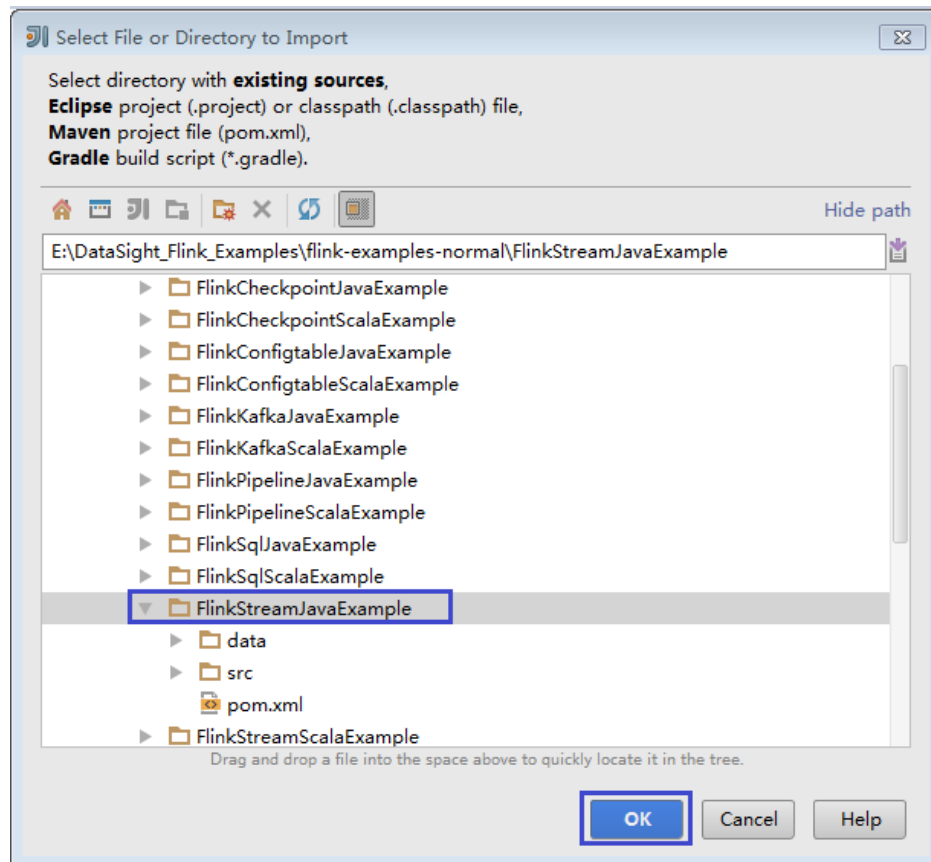 Select File or Directory to Import
Select directory with existing sources,
Eclipse project (.project) or classpath (.classpath) file,
Maven project file (pom.xml),
Gradle build script (*.gradle).
Hide path
E:\DataSight_Flink_Examples\flink-examples-normal\FlinkStreamJavaExample
FlinkCheckpointJavaExample
FlinkCheckpointScalaExample
FlinkConfigtableJavaExample
FlinkConfigtableScalaExample
FlinkKafkaJavaExample
FlinkKafkaScalaExample
FlinkPipelineJavaExample
FlinkPipelineScalaExample
FlinkSqlJavaExample
FlinkSqlScalaExample
FlinkStreamJavaExample
data
src
pom.xml
FlinkStreamScalaExample
Drag and drop a file into the space above to quickly locate it in the tree.
OK Cancel Help